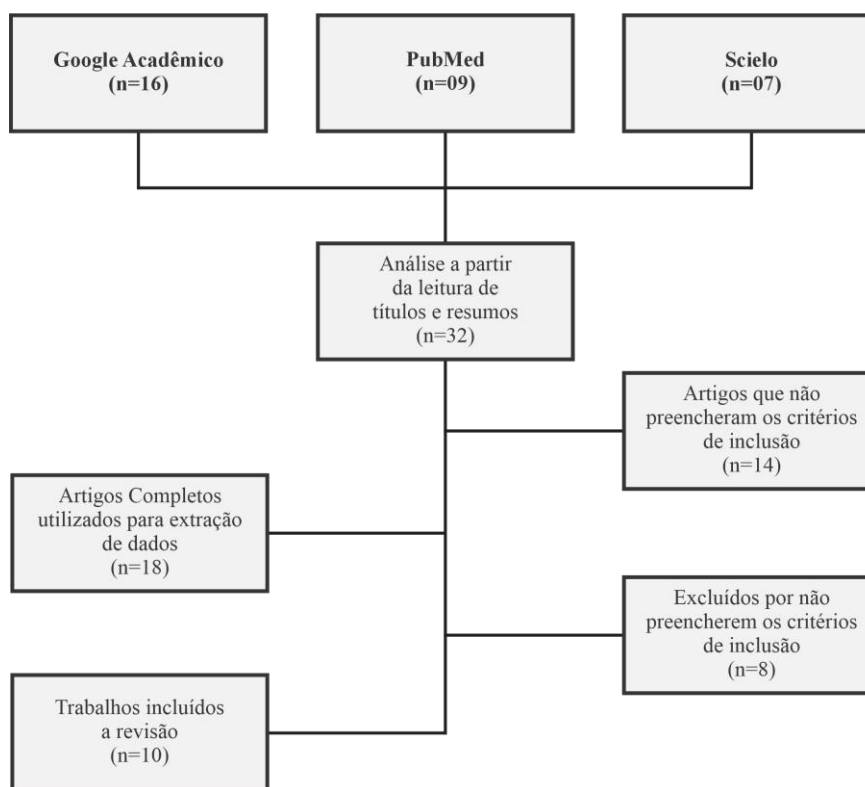 Google Acadêmico
(n=16)
PubMed
(n=09)
Scielo
(n=07)
Análise a partir
da leitura de
títulos e resumos
(n=32)
Artigos que não
preencheram os critérios
de inclusão
(n=14)
Artigos Completos
utilizados para extração
de dados
(n=18)
Excluídos por não
preencherem os critérios
de inclusão
(n=8)
Trabalhos incluídos
a revisão
(n=10)